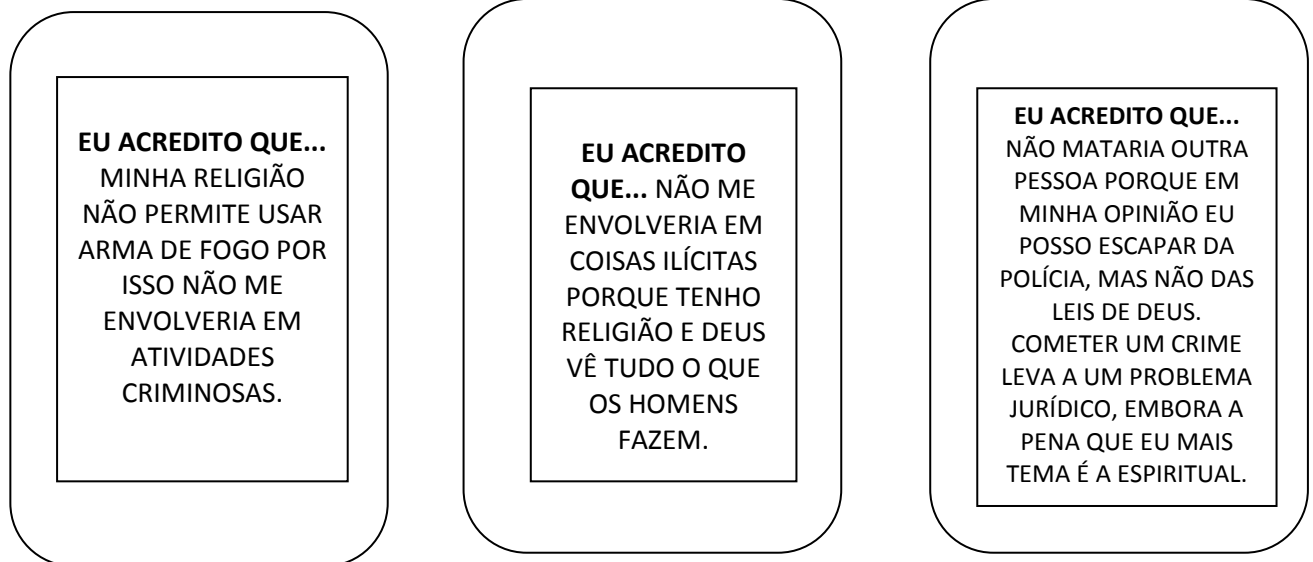 EU ACREDITO QUE...
MINHA RELIGIÃO
NÃO PERMITE USAR
ARMA DE FOGO POR
ISSO NÃO ME
ENVOLVERIA EM
ATIVIDADES
CRIMINOSAS.
EU ACREDITO
QUE... NÃO ME
ENVOLVERIA EM
COISAS ILÍCITAS
PORQUE TENHO
RELIGIÃO E DEUS
VÊ TUDO O QUE
OS HOMENS
FAZEM.
EU ACREDITO QUE...
NÃO MATARIA OUTRA
PESSOA PORQUE EM
MINHA OPINIÃO EU
POSSO ESCAPAR DA
POLÍCIA, MAS NÃO DAS
LEIS DE DEUS.
COMETER UM CRIME
LEVA A UM PROBLEMA
JURÍDICO, EMBORA A
PENA QUE EU MAIS
TEMA É A ESPIRITUAL.